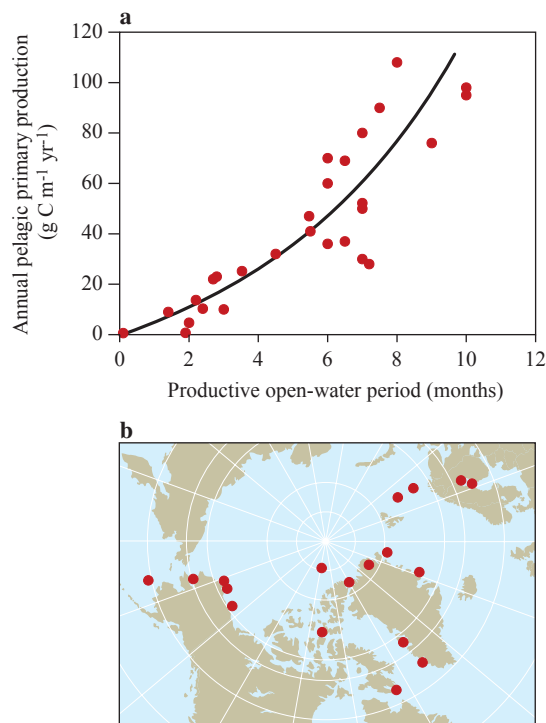 a
120
100
80
60
40
20
0
Annual pelagic primary production
(g C m⁻¹ yr⁻¹)
0 2 4 6 8 10 12
Productive open-water period (months)
b